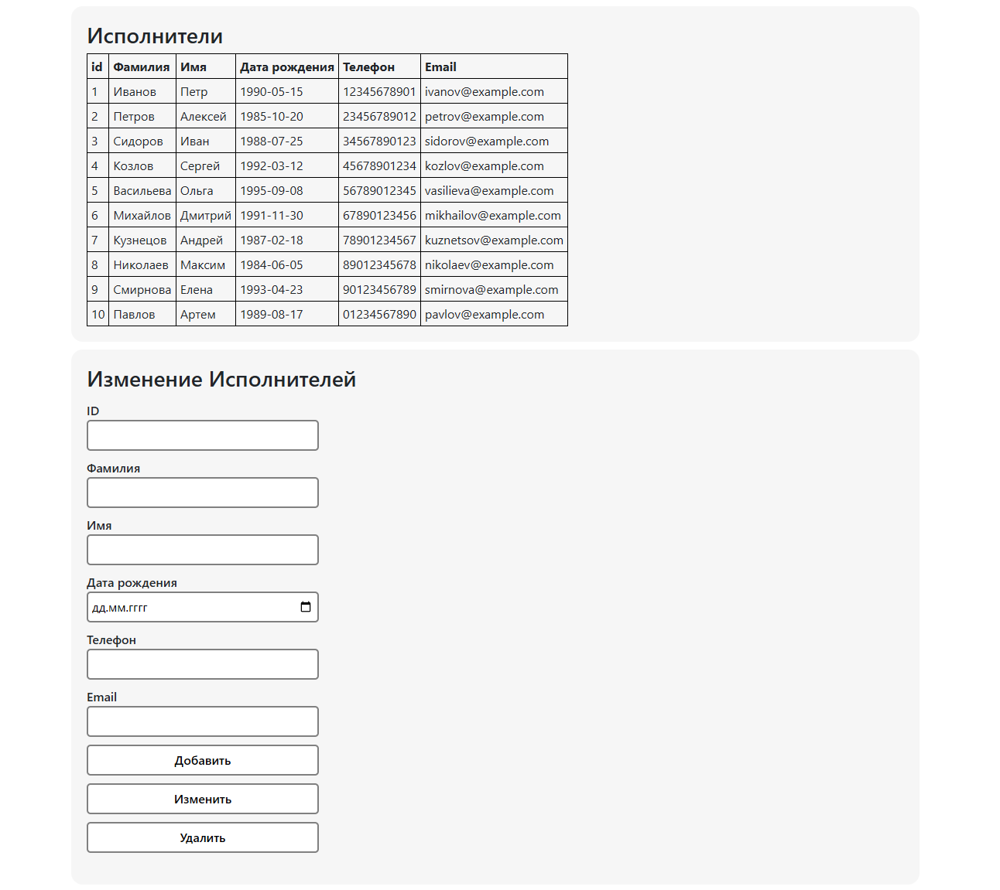 Исполнители
id Фамилия Имя Дата рождения Телефон Email
1 Иванов Петр 1990-05-15 12345678901 ivanov@example.com
2 Петров Алексей 1985-10-20 23456789012 petrov@example.com
3 Сидоров Иван 1988-07-25 34567890123 sidorov@example.com
4 Козлов Сергей 1992-03-12 45678901234 kozlov@example.com
5 Васильева Ольга 1995-09-08 56789012345 vasilieva@example.com
6 Михайлов Дмитрий 1991-11-30 67890123456 mikhailov@example.com
7 Кузнецов Андрей 1987-02-18 78901234567 kuznetsov@example.com
8 Николаев Максим 1984-06-05 89012345678 nikolaev@example.com
9 Смирнова Елена 1993-04-23 90123456789 smirnova@example.com
10 Павлов Артем 1989-08-17 01234567890 pavlov@example.com
Изменение Исполнителей
ID
Фамилия
Имя
Дата рождения
дд.мм.гггг
Телефон
Email
Добавить
Изменить
Удалить